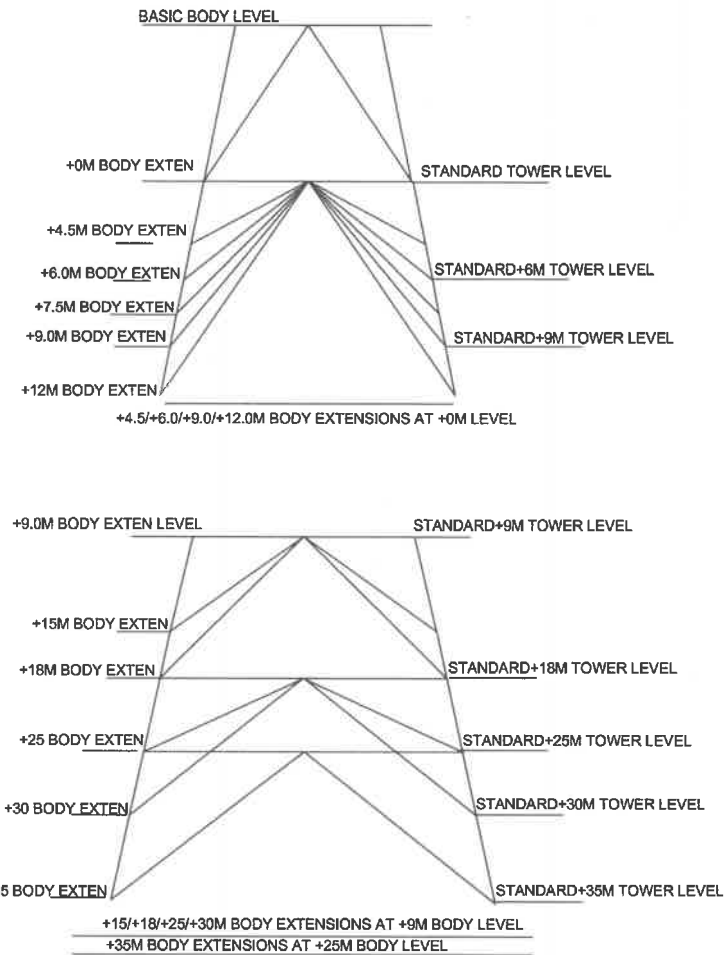 BASIC BODY LEVEL
+0M BODY EXTEN
STANDARD TOWER LEVEL
+4.5M BODY EXTEN
+6.0M BODY EXTEN
STANDARD+6M TOWER LEVEL
+7.5M BODY EXTEN
+9.0M BODY EXTEN
STANDARD+9M TOWER LEVEL
+12M BODY EXTEN
+4.5/+6.0/+9.0/+12.0M BODY EXTENSIONS AT +0M LEVEL
+9.0M BODY EXTEN LEVEL
STANDARD+9M TOWER LEVEL
+15M BODY EXTEN
+18M BODY EXTEN
STANDARD+18M TOWER LEVEL
+25 BODY EXTEN
STANDARD+25M TOWER LEVEL
+30 BODY EXTEN
STANDARD+30M TOWER LEVEL
5 BODY EXTEN
STANDARD+35M TOWER LEVEL
+15/+18/+25/+30M BODY EXTENSIONS AT +9M BODY LEVEL
+35M BODY EXTENSIONS AT +25M BODY LEVEL